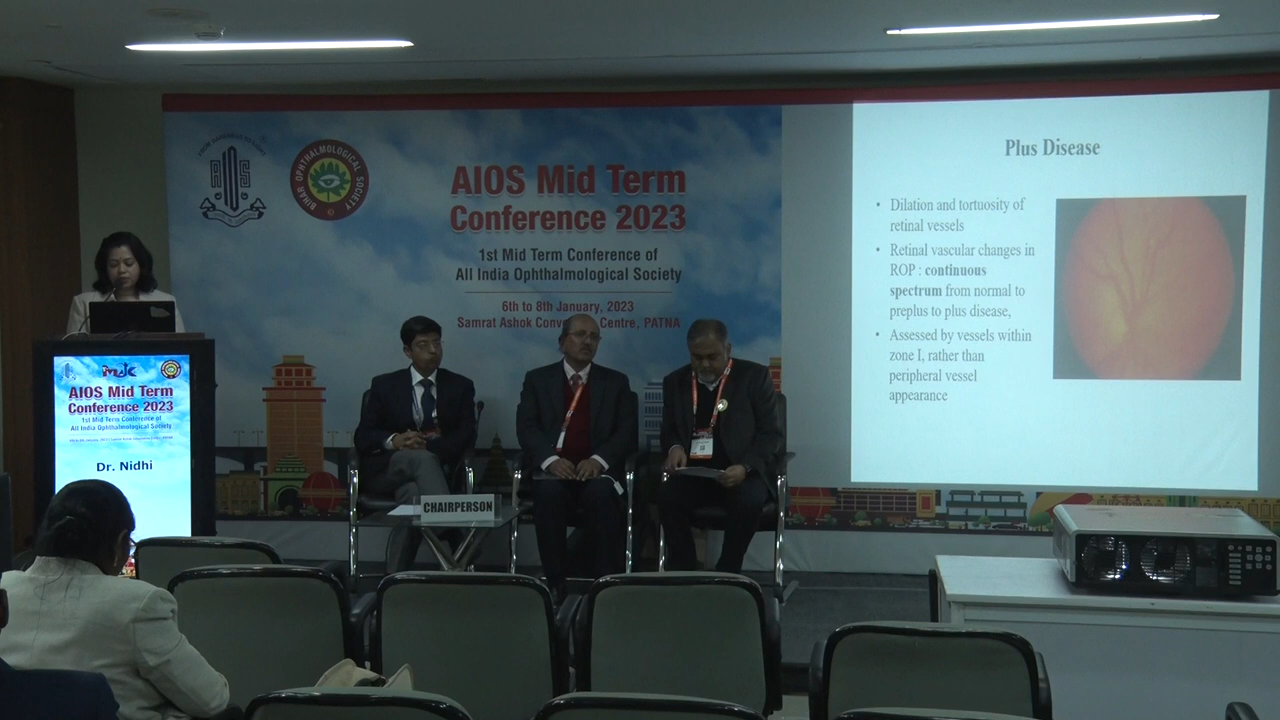 BIHAR OPHTHALMOLOGICAL SOCIETY
AIOS Mid Term
Conference 2023
1st Mid Term Conference of
All India Ophthalmological Society
6th to 8th January, 2023
Samrat Ashok Centre, PATNA
Plus Disease
• Dilation and tortuosity of
retinal vessels
• Retinal vascular changes in
ROP : continuous
spectrum from normal to
preplus to plus disease,
• Assessed by vessels within
zone I, rather than
peripheral vessel
appearance
AIOS Mid Term
Conference 2023
1st Mid Term Conference of
All India Ophthalmological Society
Dr. Nidhi
CHAIRPERSON